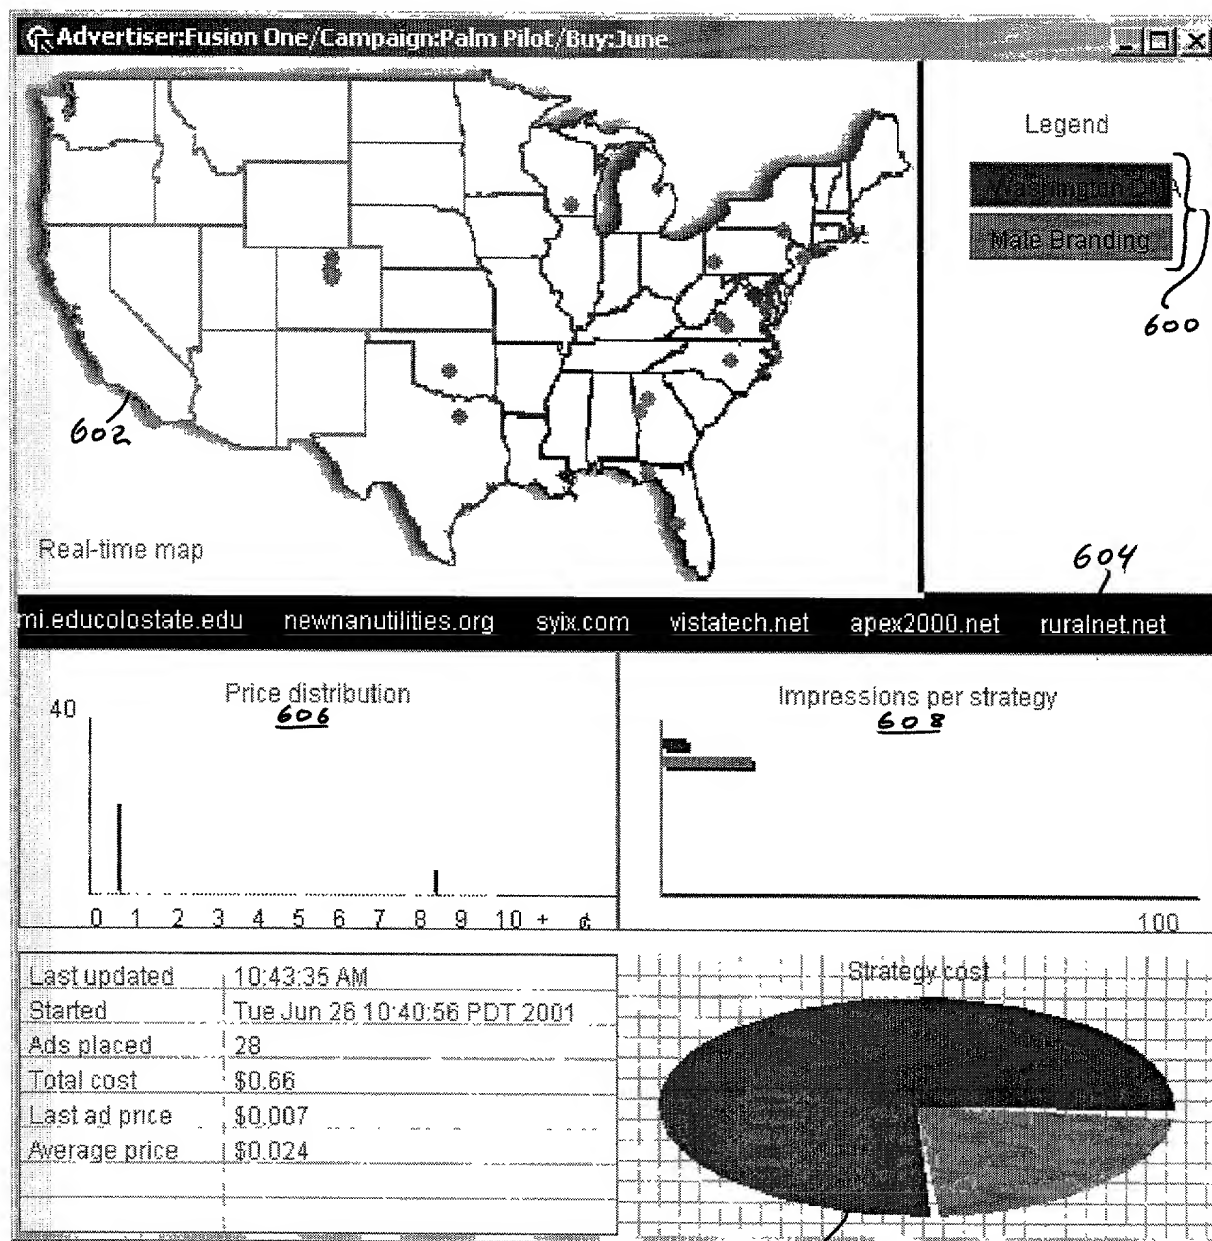 Advertiser:Fusion One/Campaign:Palm Pilot/Buy:June
Legend
Washington DMA
Male Branding
600
602
Real-time map
604
mi.edu colostate.edu newnanutilities.org syix.com vistatech.net apex2000.net ruralnet.net
Price distribution
606
40
0 1 2 3 4 5 6 7 8 9 10 + ¢
Impressions per strategy
608
100
Last updated 10:43:35 AM
Started Tue Jun 26 10:40:56 PDT 2001
Ads placed 28
Total cost $0.66
Last ad price $0.007
Average price $0.024
Strategy cost